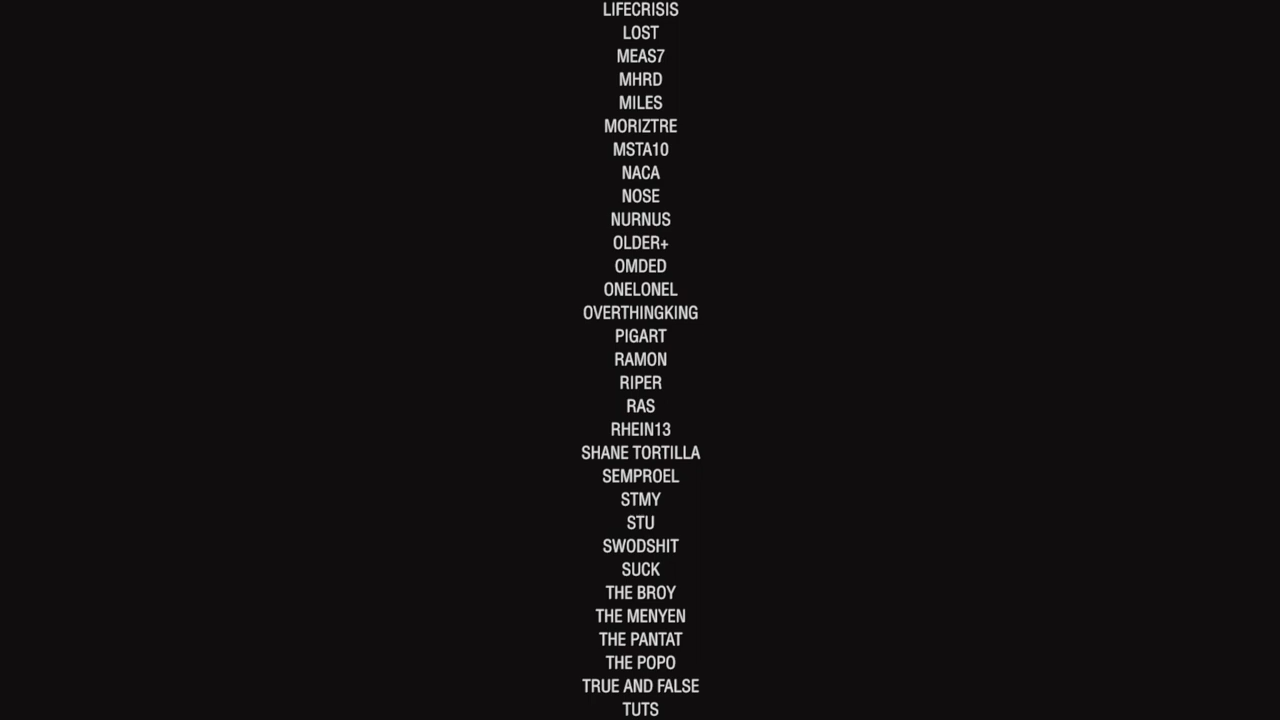 LIFECRISIS
LOST
MEAS7
MHRD
MILES
MORIZTRE
MSTA10
NACA
NOSE
NURNUS
OLDER+
OMDED
ONELONEL
OVERTHINGKING
PIGART
RAMON
RIPER
RAS
RHEIN13
SHANE TORTILLA
SEMPROEL
STMY
STU
SWODSHIT
SUCK
THE BROY
THE MENYEN
THE PANTAT
THE POPO
TRUE AND FALSE
TUTS